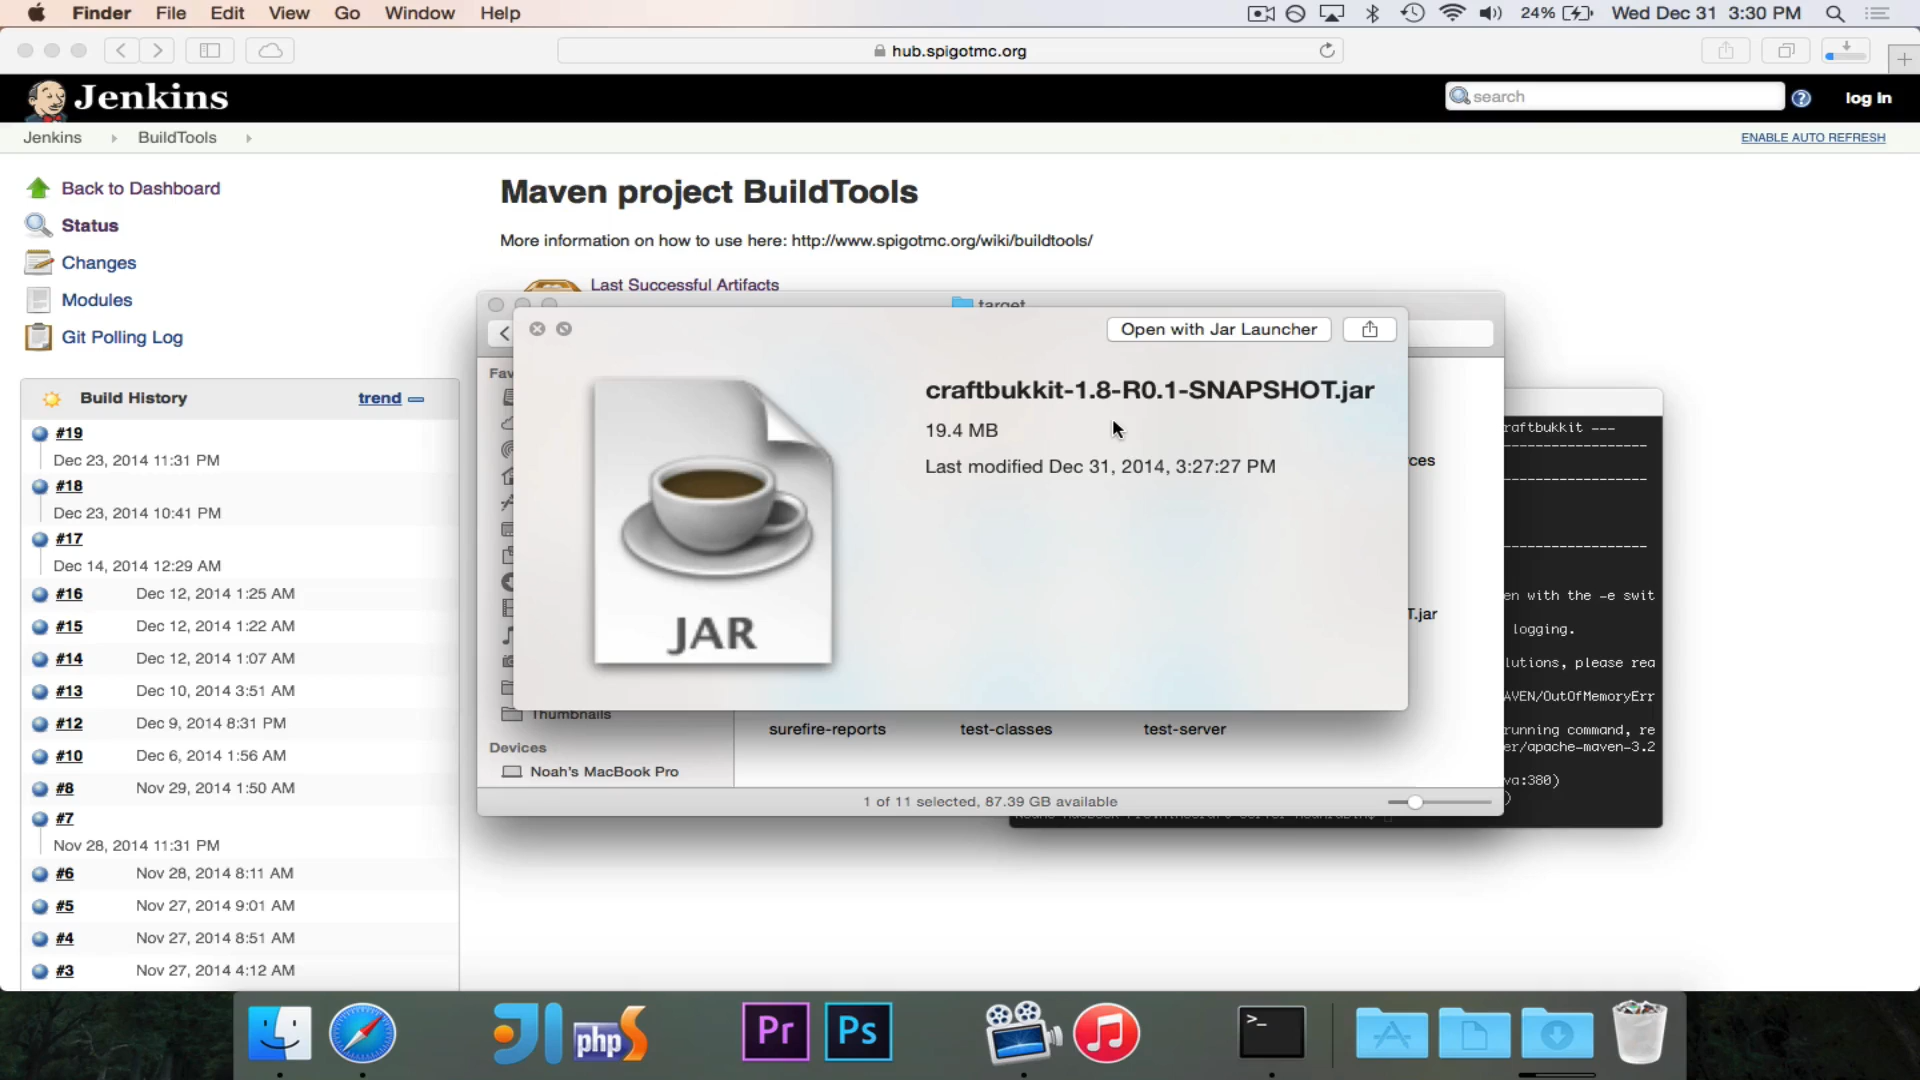 Finder File Edit View Go Window Help 24% Wed Dec 31 3:30 PM
hub.spigotmc.org
Jenkins search log in
Jenkins BuildTools ENABLE AUTO REFRESH
Back to Dashboard
Status
Changes
Modules
Git Polling Log
Maven project BuildTools
More information on how to use here: http://www.spigotmc.org/wiki/buildtools/
Last Successful Artifacts
target
Open with Jar Launcher
craftbukkit-1.8-R0.1-SNAPSHOT.jar
19.4 MB
Last modified Dec 31, 2014, 3:27:27 PM
JAR
Fav
rces
T.jar
Thumbnails
surefire-reports test-classes test-server
Devices
Noah's MacBook Pro
1 of 11 selected, 87.39 GB available
raftbukkit ---
en with the -e swit
logging.
lutions, please rea
AVEN/OutOfMemoryErr
running command, re
er/apache-maven-3.2
va:380)
)
Build History trend
#19
Dec 23, 2014 11:31 PM
#18
Dec 23, 2014 10:41 PM
#17
Dec 14, 2014 12:29 AM
#16 Dec 12, 2014 1:25 AM
#15 Dec 12, 2014 1:22 AM
#14 Dec 12, 2014 1:07 AM
#13 Dec 10, 2014 3:51 AM
#12 Dec 9, 2014 8:31 PM
#10 Dec 6, 2014 1:56 AM
#8 Nov 29, 2014 1:50 AM
#7
Nov 28, 2014 11:31 PM
#6 Nov 28, 2014 8:11 AM
#5 Nov 27, 2014 9:01 AM
#4 Nov 27, 2014 8:51 AM
#3 Nov 27, 2014 4:12 AM
JI phpS Pr Ps >_